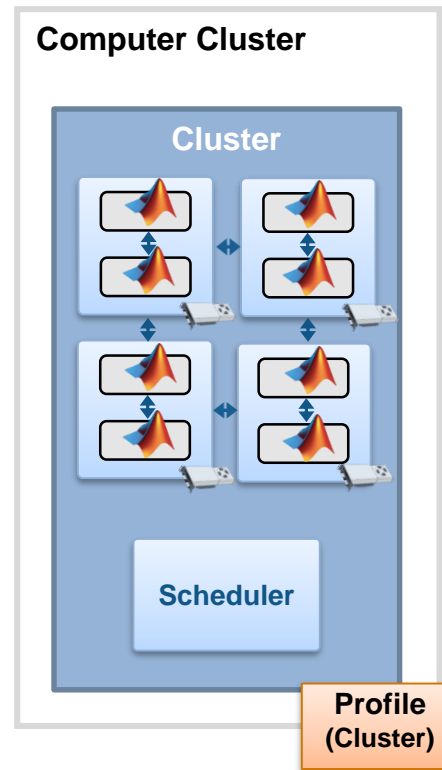 Computer Cluster
Cluster
Scheduler
Profile
(Cluster)